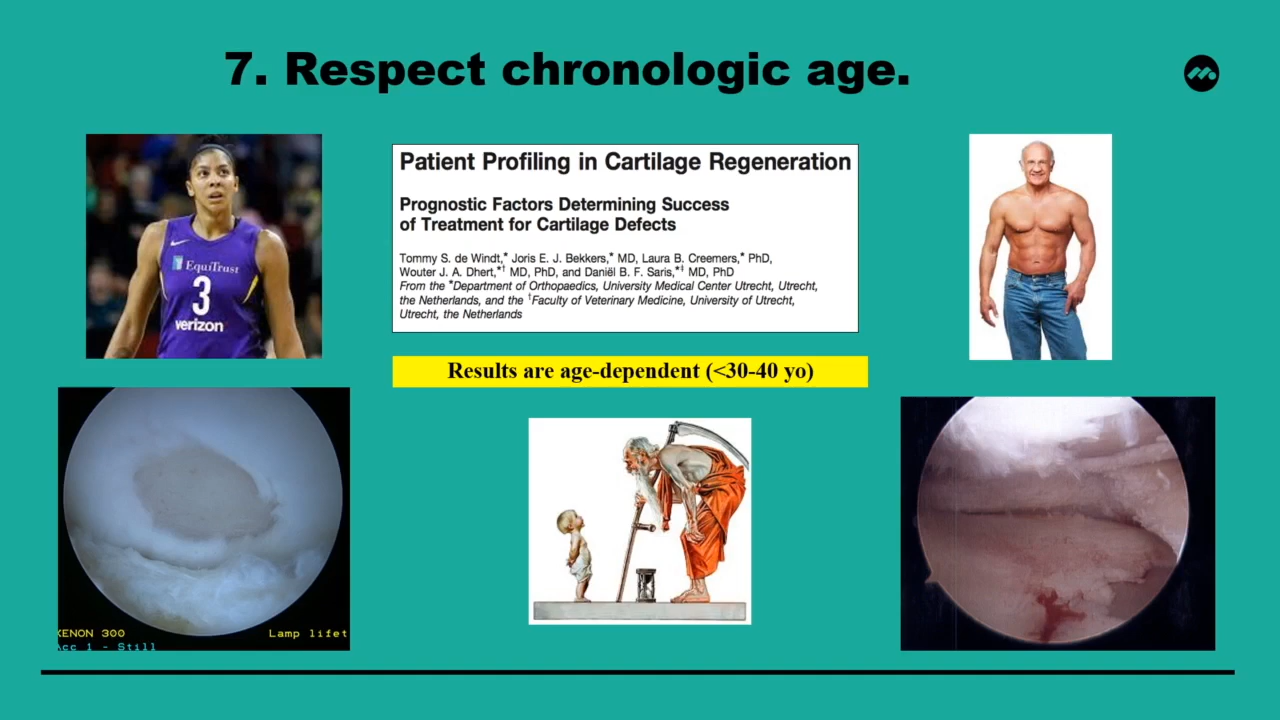 7. Respect chronologic age.
Patient Profiling in Cartilage Regeneration
Prognostic Factors Determining Success
of Treatment for Cartilage Defects
Tommy S. de Windt,* Joris E. J. Bekkers,* MD, Laura B. Creemers,* PhD,
Wouter J. A. Dhert,*† MD, PhD, and Daniël B. F. Saris,*‡ MD, PhD
From the *Department of Orthopaedics, University Medical Center Utrecht, Utrecht,
the Netherlands, and the †Faculty of Veterinary Medicine, University of Utrecht,
Utrecht, the Netherlands
EquiTrust
3
verizon
Results are age-dependent (<30-40 yo)
XENON 300
Lamp lifet
Acc 1 - Still